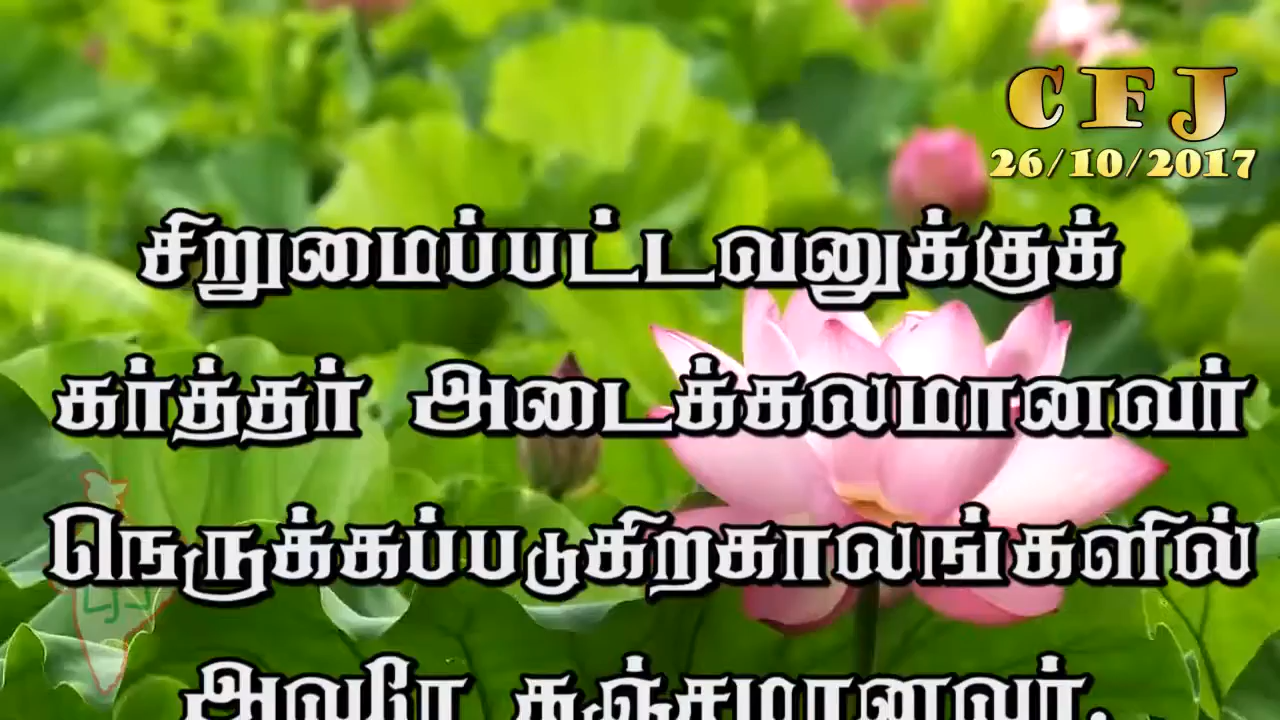 CFJ
26/10/2017
சிறுமைப்பட்டவனுக்குக்
கர்த்தர் அடைக்கலமானவர்
நெருக்கப்படுகிறகாலங்களில்
அவரே தஞ்சமானவர்.